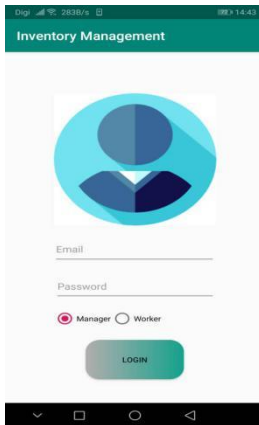 Digi 283B/s 14:43
Inventory Management
Email
Password
Manager Worker
LOGIN